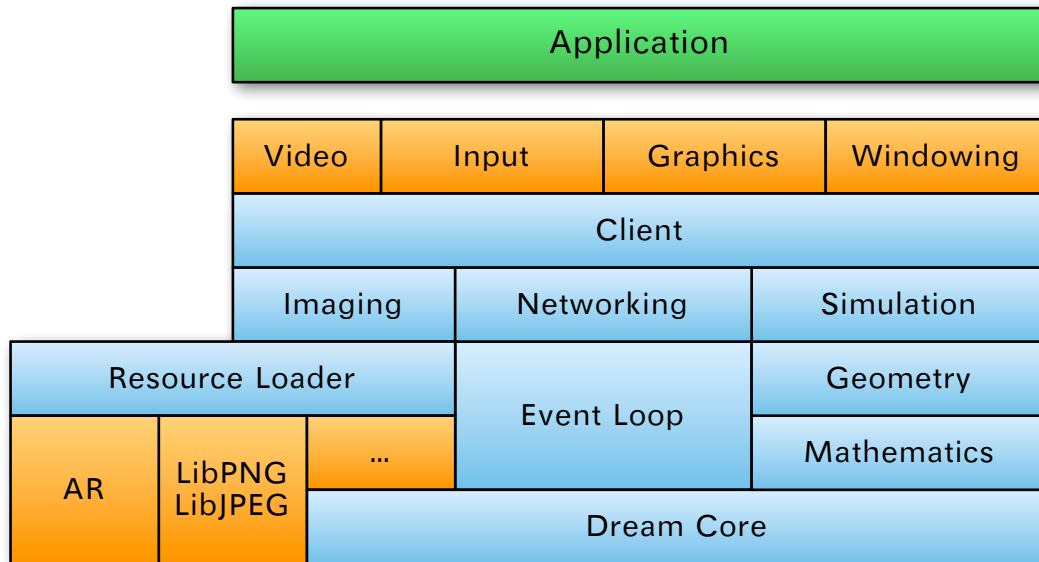 Application
Video
Input
Graphics
Windowing
Client
Imaging
Networking
Simulation
Resource Loader
Event Loop
Geometry
Mathematics
AR
LibPNG
LibJPEG
...
Dream Core